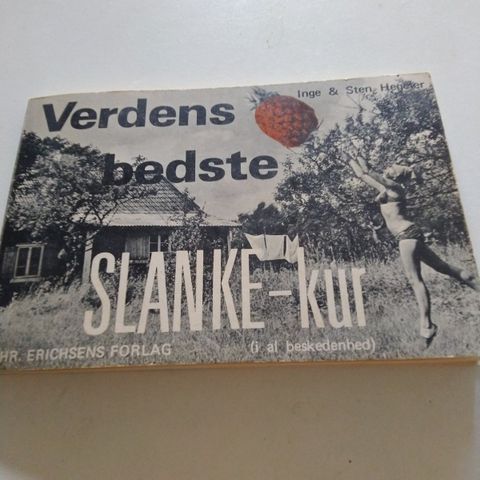 Inge & Sten Hegeler
Verdens
bedste
SLANKE-kur
HR. ERICHSENS FORLAG
(i al beskedenhed)